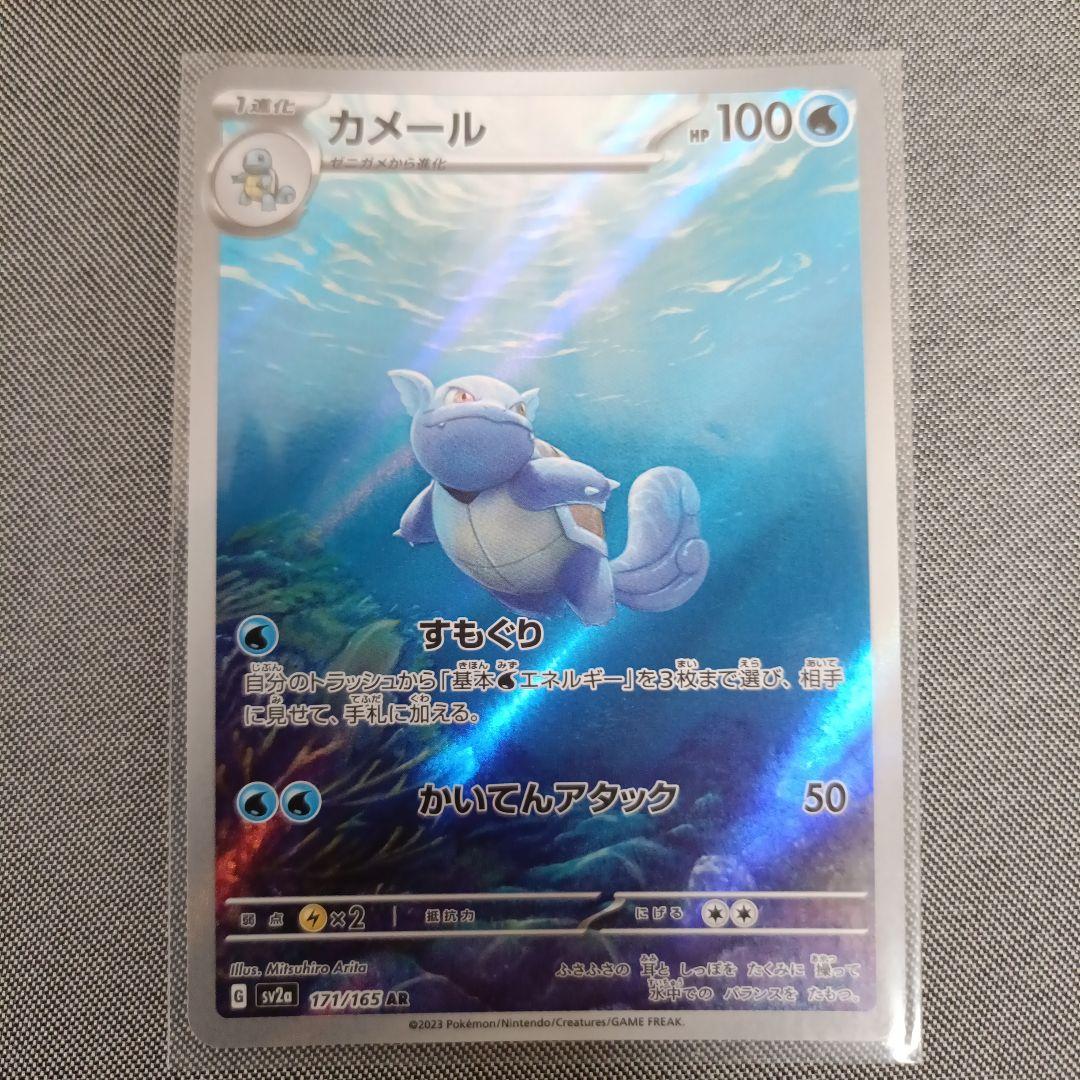 1進化
カメール
HP 100
ゼニガメから進化
すもぐり
自分のトラッシュから「基本エネルギー」を3枚まで選び、相手
に見せて、手札に加える。
かいてんアタック 50
弱点 ×2 抵抗力 にげる
Illus. Mitsuhiro Arita
ふさふさの 耳と しっぽを たくみに 操って
水中での バランスを たもつ。
G sv2a 171/165 AR
©2023 Pokémon/Nintendo/Creatures/GAME FREAK.